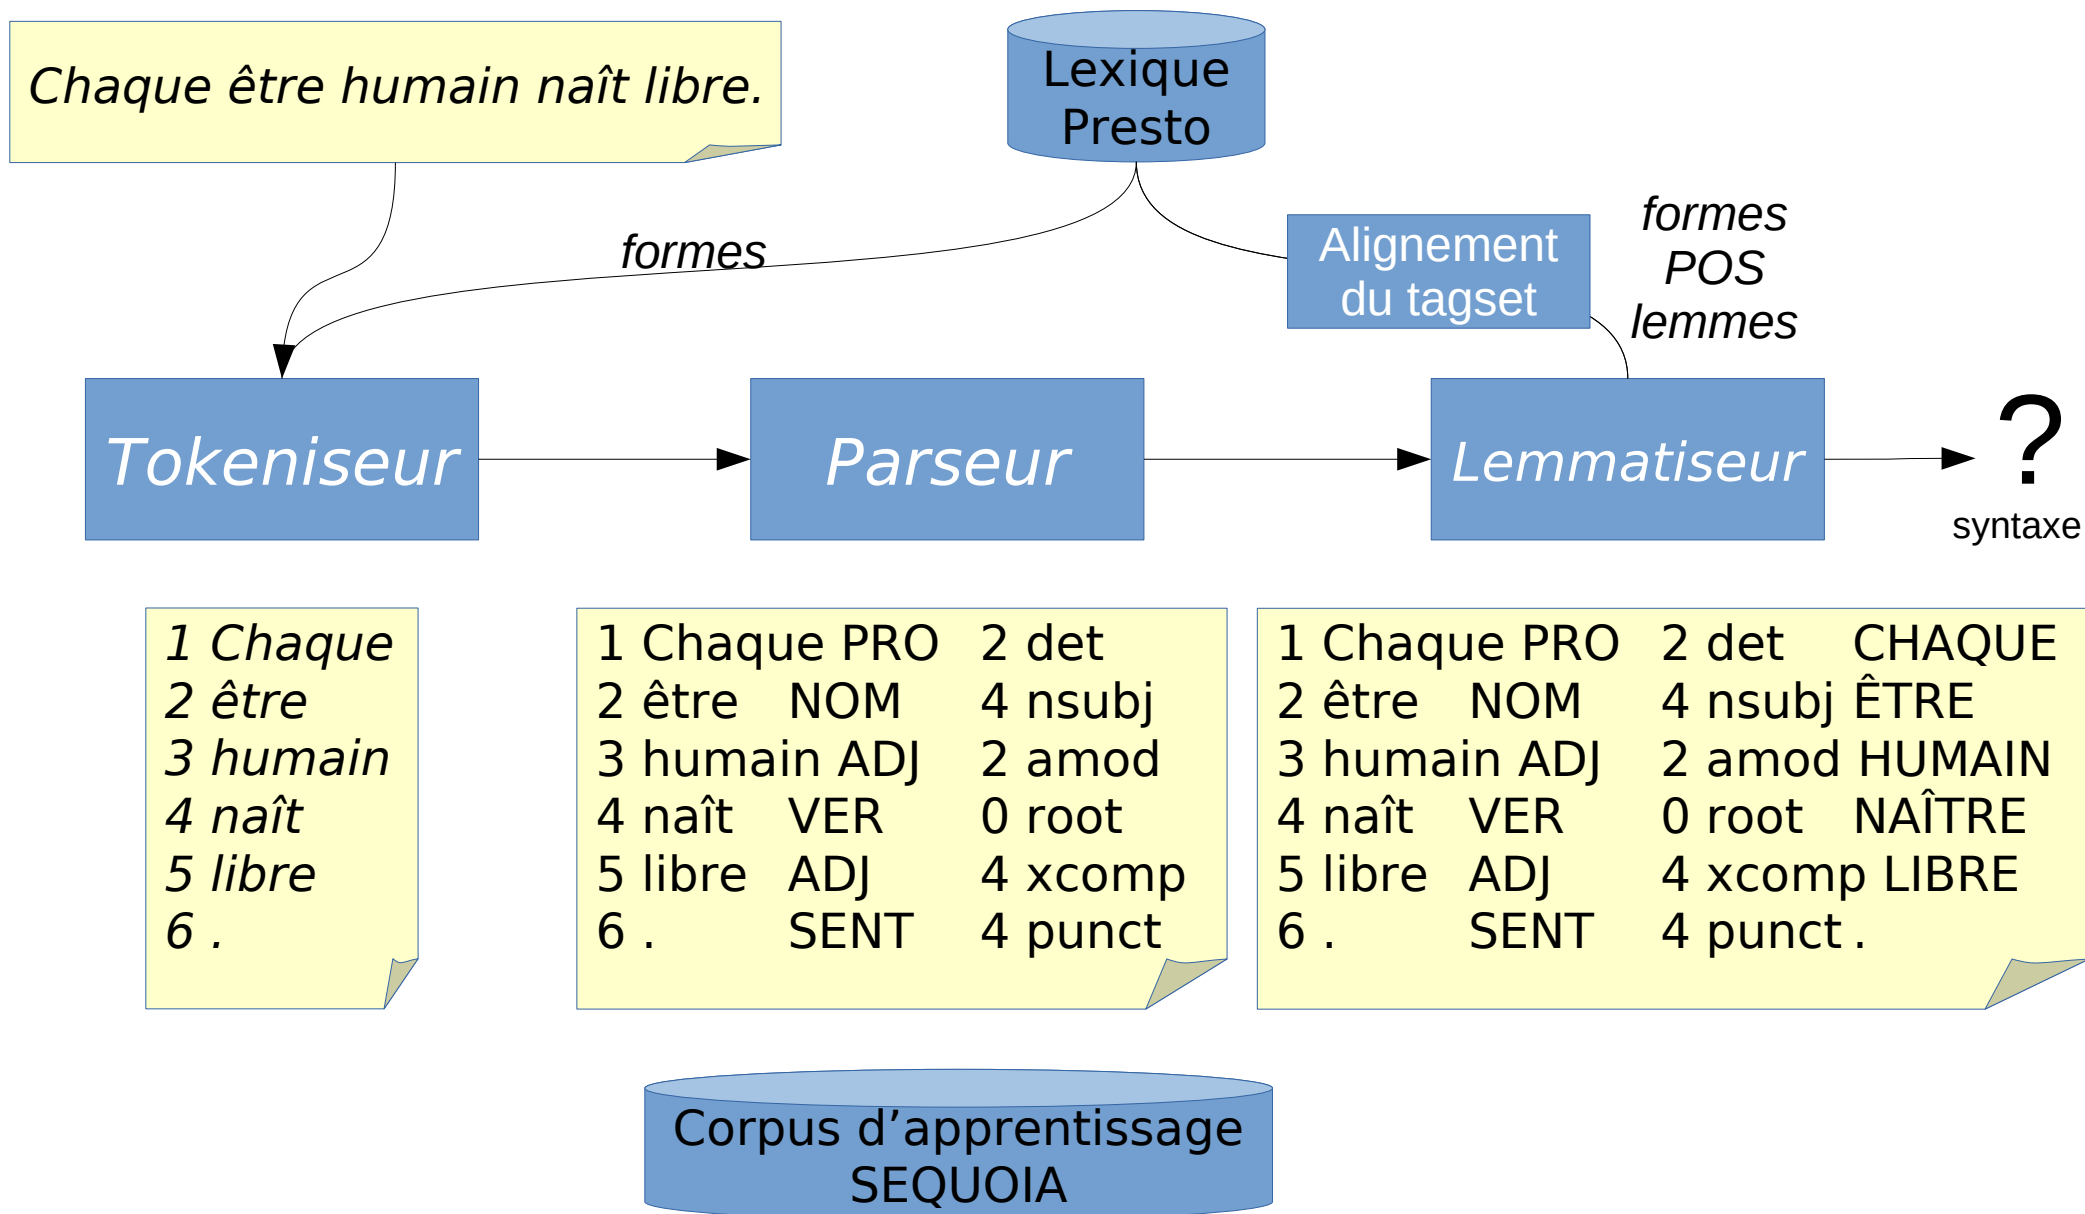 Chaque être humain naît libre.
Lexique
Presto
formes
Alignement
du tagset
formes
POS
lemmes
Tokeniseur
Parseur
Lemmatiseur
?
syntaxe
1 Chaque
2 être
3 humain
4 naît
5 libre
6 .
1 Chaque PRO 2 det
2 être NOM 4 nsubj
3 humain ADJ 2 amod
4 naît VER 0 root
5 libre ADJ 4 xcomp
6 . SENT 4 punct
1 Chaque PRO 2 det CHAQUE
2 être NOM 4 nsubj ÊTRE
3 humain ADJ 2 amod HUMAIN
4 naît VER 0 root NAÎTRE
5 libre ADJ 4 xcomp LIBRE
6 . SENT 4 punct .
Corpus d’apprentissage
SEQUOIA